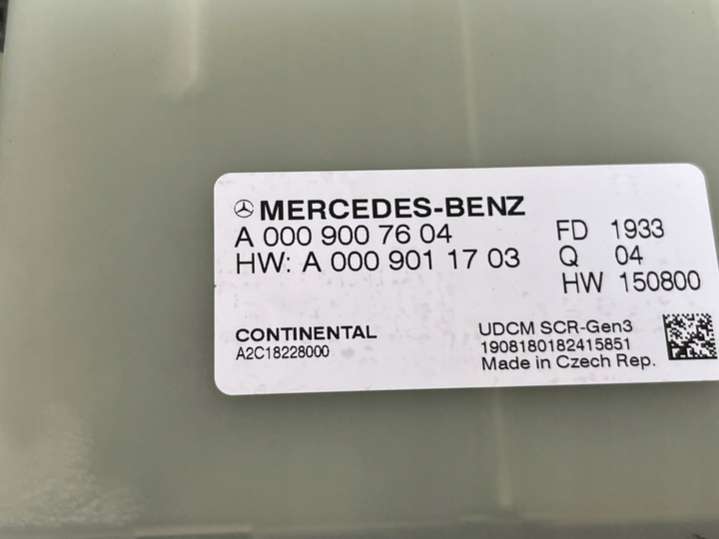 MERCEDES-BENZ
A 000 900 76 04
HW: A 000 901 17 03
FD 1933
Q 04
HW 150800
CONTINENTAL
A2C18228000
UDCM SCR-Gen3
1908180182415851
Made in Czech Rep.